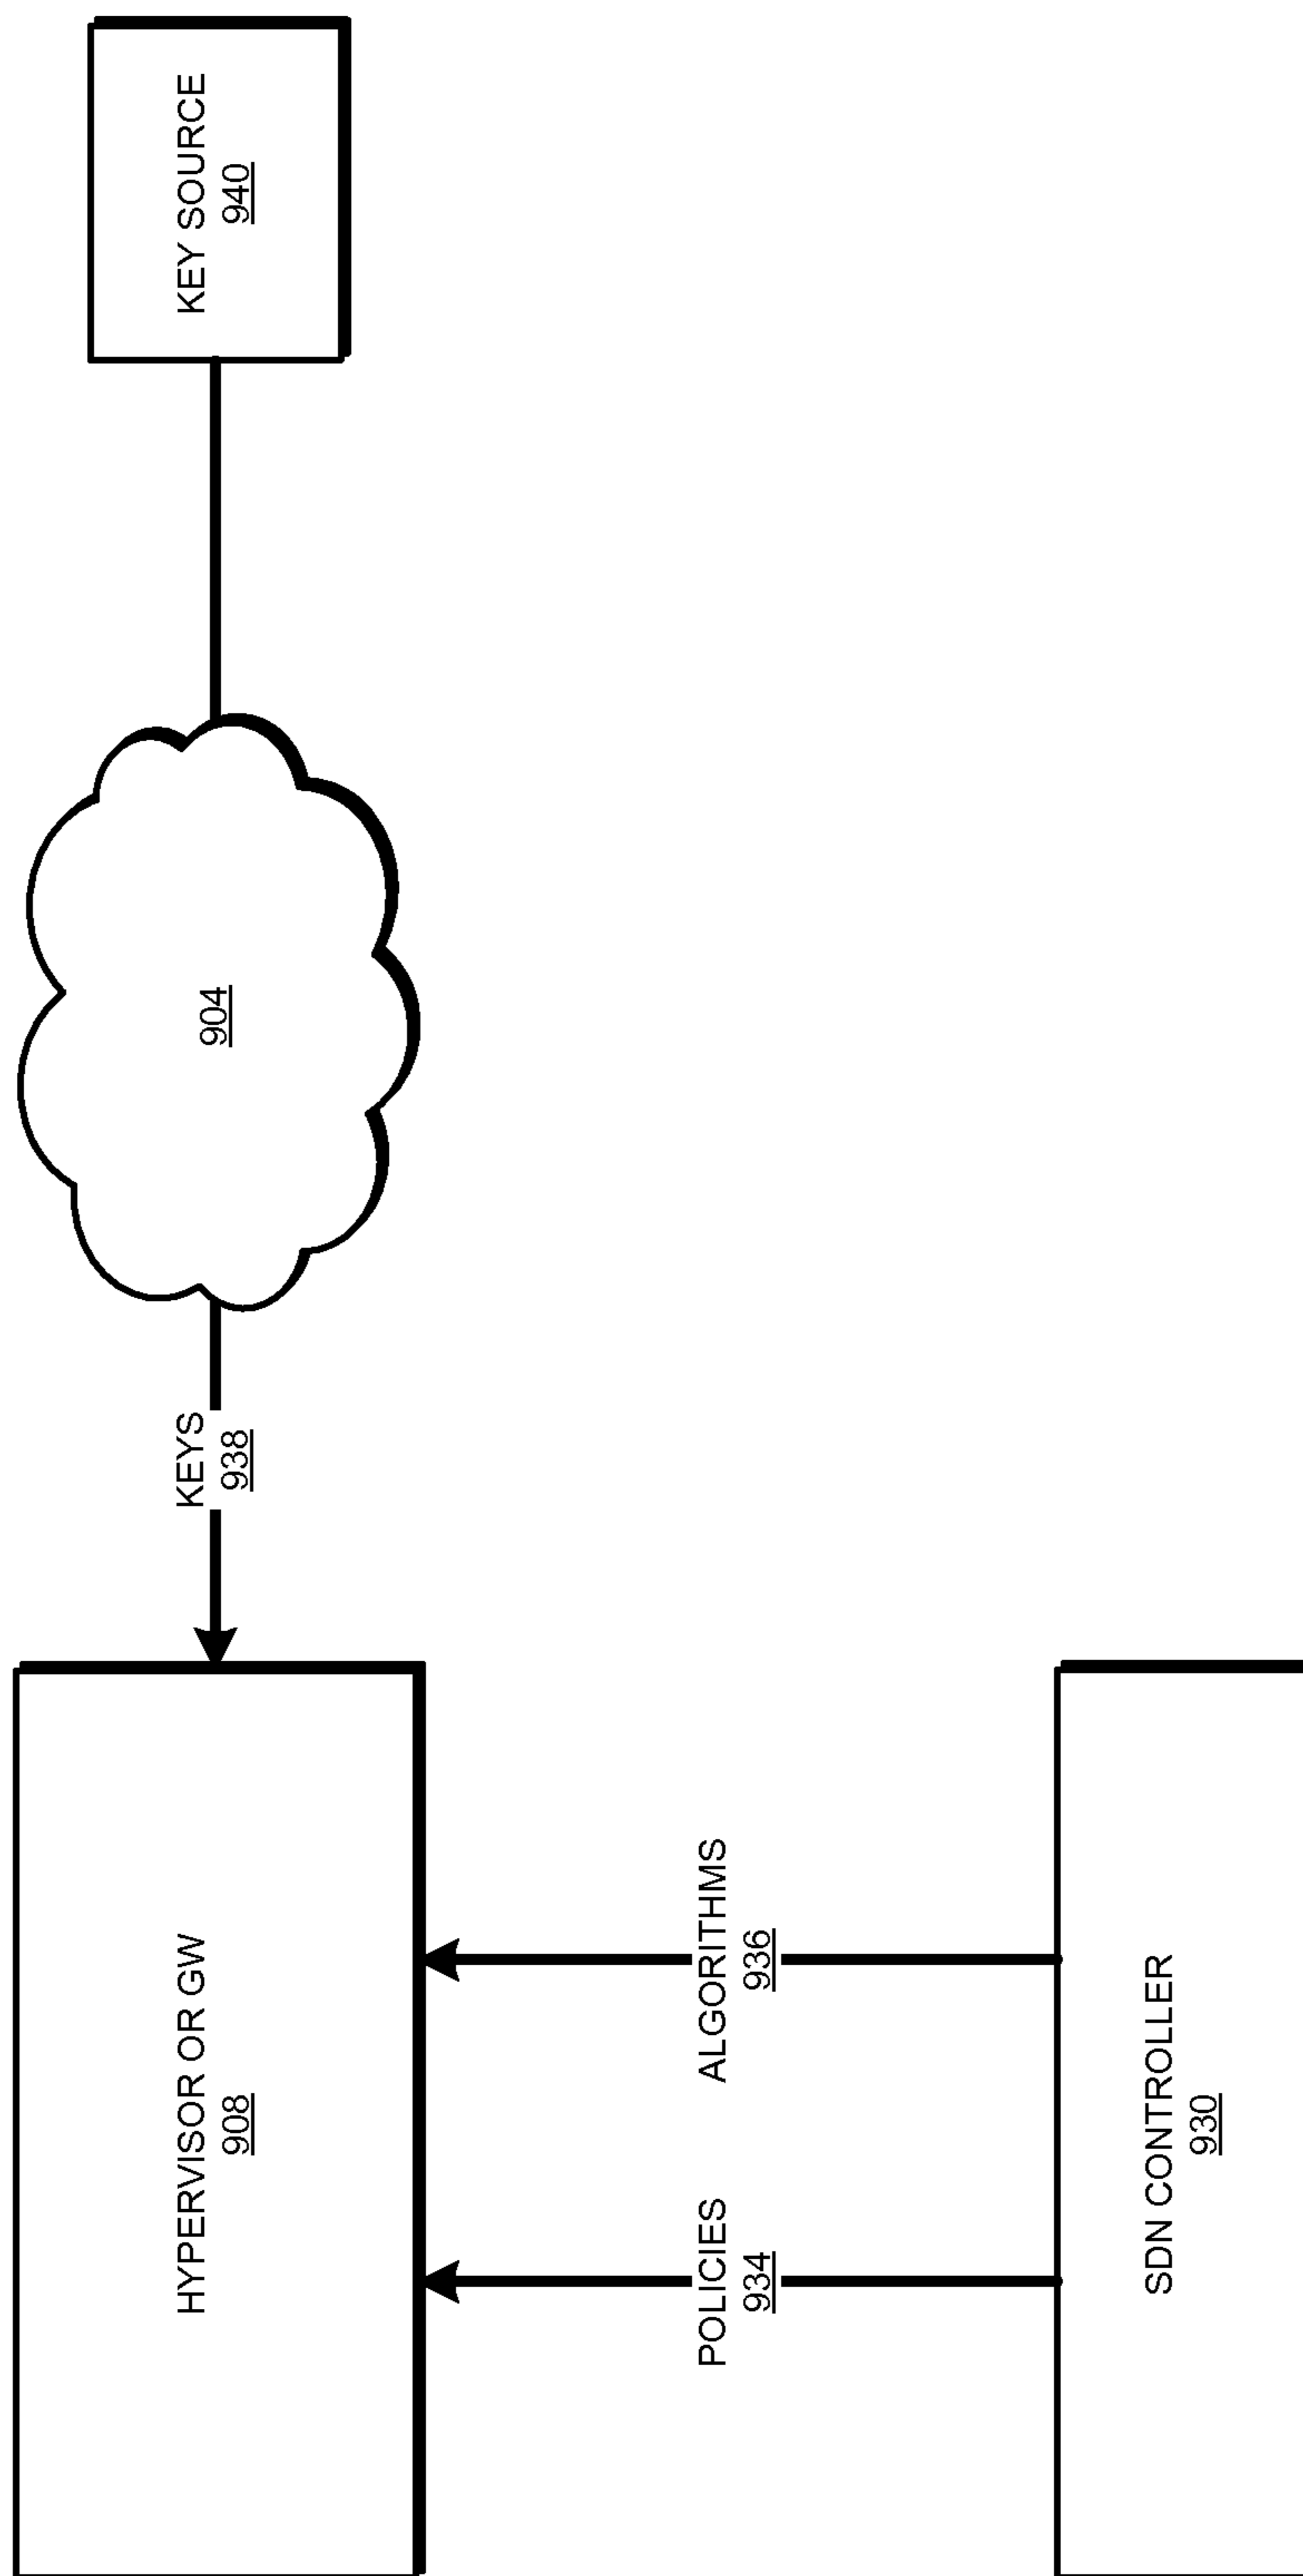 HYPERVISOR OR GW
908
KEYS
938
904
KEY SOURCE
940
POLICIES
934
ALGORITHMS
936
SDN CONTROLLER
930